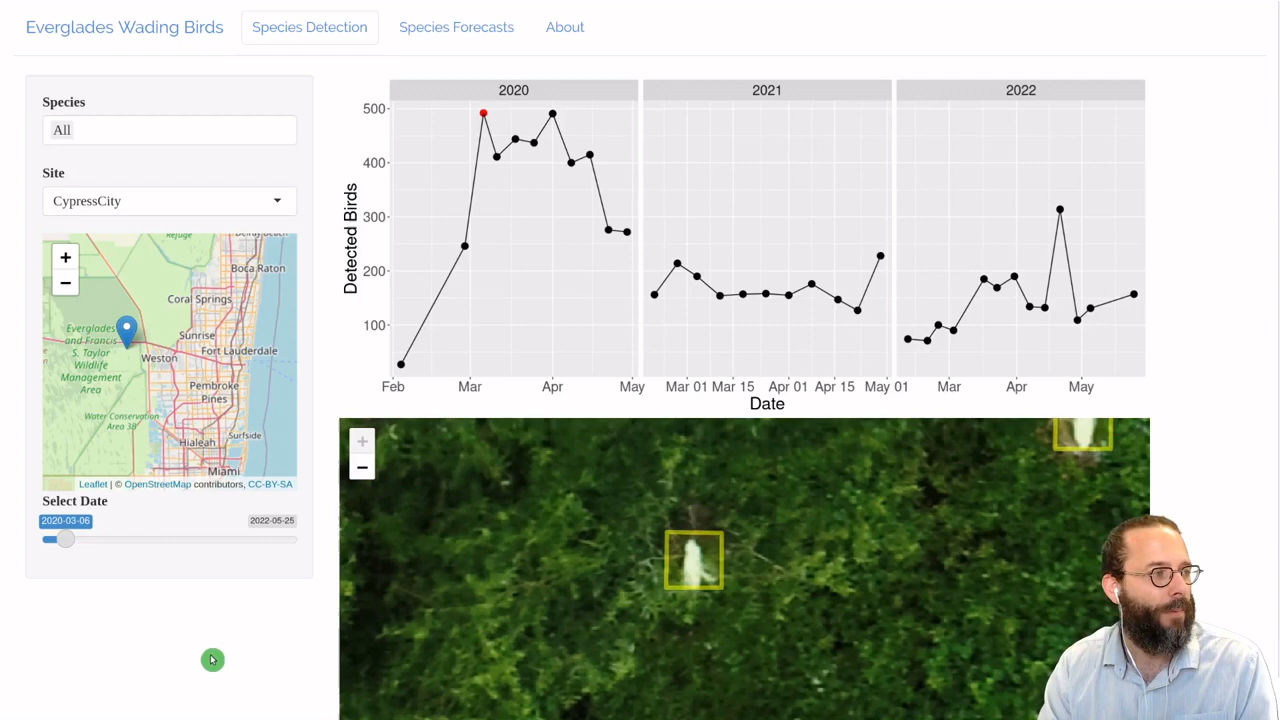 Everglades Wading Birds Species Detection Species Forecasts About
Species
All
Site
CypressCity
+
−
Refuge
Delray Beach
Boca Raton
Coral Springs
Everglades
and Francis
S. Taylor
Wildlife
Management
Area
Sunrise
Weston
Fort Lauderdale
Pembroke
Pines
Water Conservation
Area 3B
Hialeah
Surfside
Miami
Leaflet | © OpenStreetMap contributors, CC-BY-SA
Select Date
2020-03-06 2022-05-25
2020 2021 2022
Detected Birds
500
400
300
200
100
Feb Mar Apr May Mar 01 Mar 15 Apr 01 Apr 15 May 01 Mar Apr May
Date
+
−